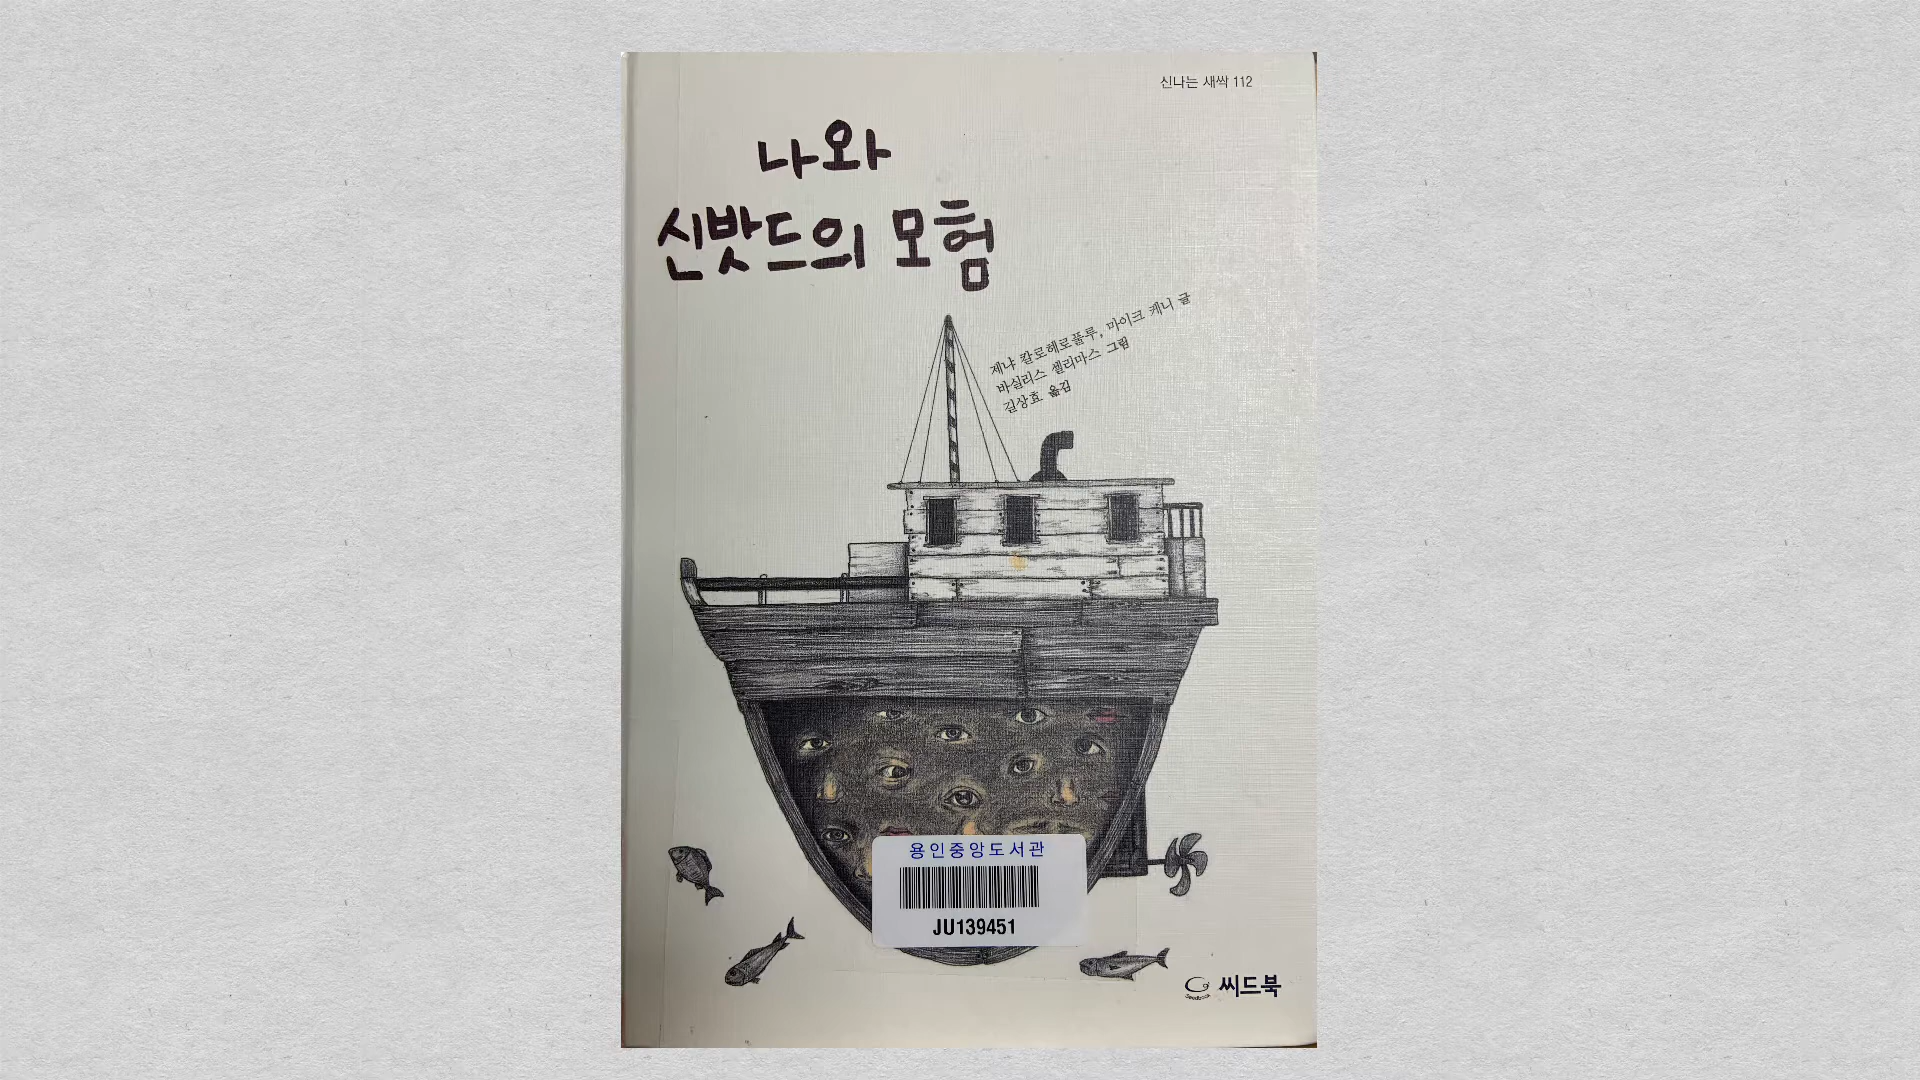 신나는 새싹 112
나와
신밧드의 모험
제냐 칼로헤로풀루, 마이크 케니 글
바실리스 셀리마스 그림
김상효 옮김
용인중앙도서관
JU139451
Seedbook
씨드북